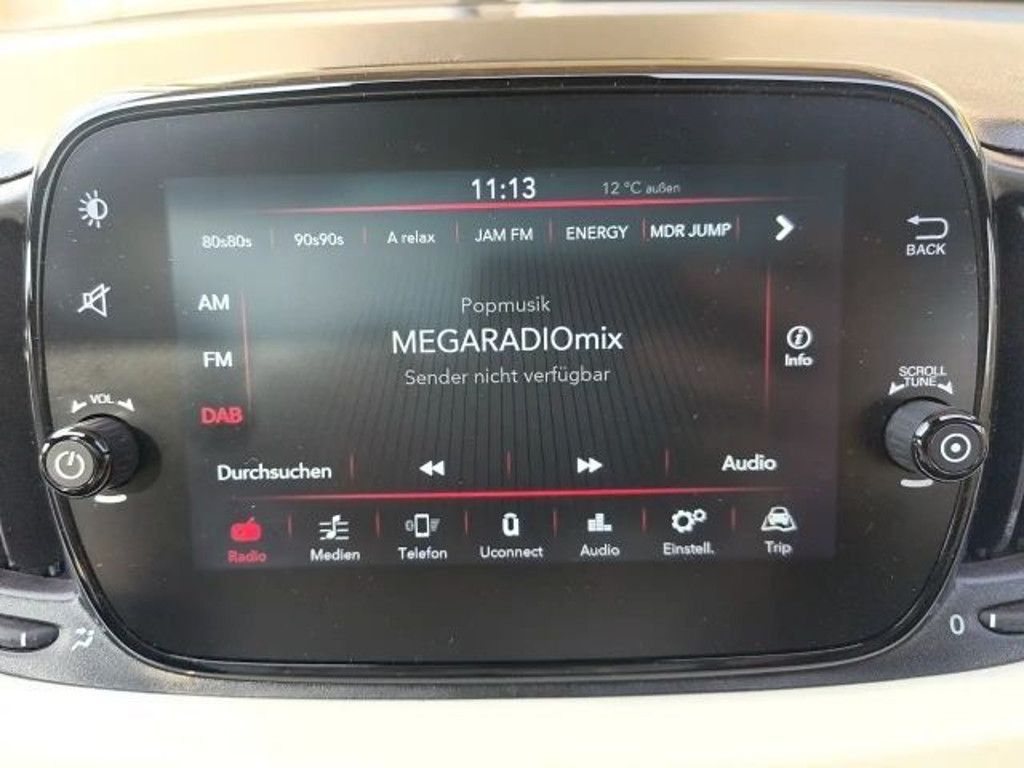 11:13 12 °C außen
80s80s 90s90s A relax JAM FM ENERGY MDR JUMP
BACK
AM
Popmusik
MEGARADIOmix
Sender nicht verfügbar
FM
Info
DAB
VOL
SCROLL
TUNE
Durchsuchen Audio
Radio Medien Telefon Uconnect Audio Einstell. Trip
0